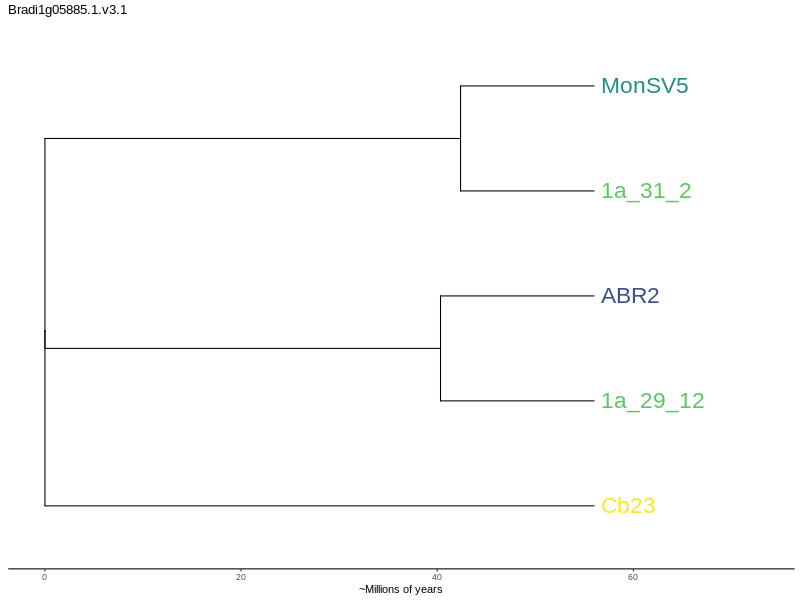 Bradi1g05885.1.v3.1
MonSV5
1a_31_2
ABR2
1a_29_12
Cb23
0 20 40 60
~Millions of years